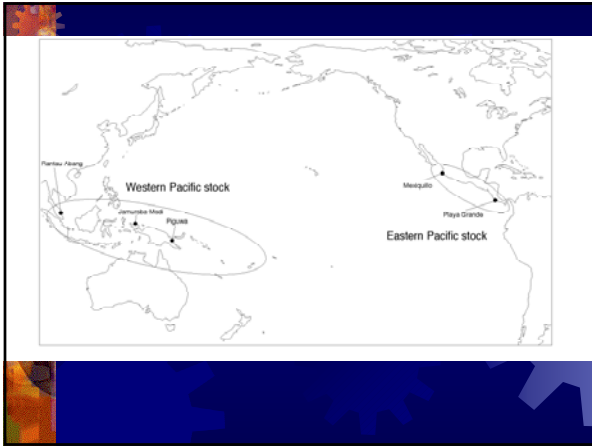 Rantau Abang
Western Pacific stock
Jamursba Medi
Piguwa
Mexiquillo
Playa Grande
Eastern Pacific stock